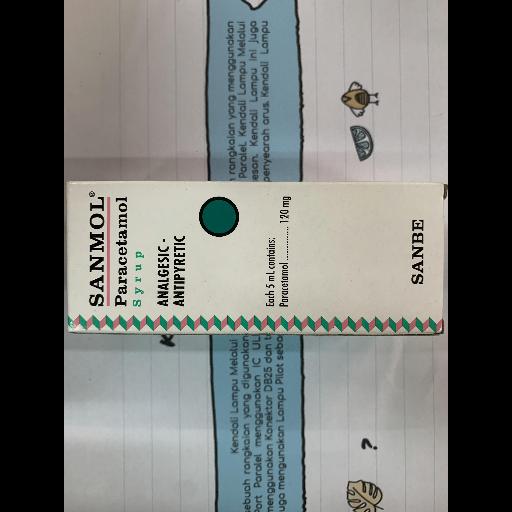 rangkaian yang menggunakan
Paralel. Kendali Lampu Melalui
esan. Kendali Lampu ini juga
penyearah arus. Kendali Lampu
SANMOL®
Paracetamol
Syrup
ANALGESIC -
ANTIPYRETIC
Each 5 mL contains:
Paracetamol .............. 120 mg
SANBE
Kendali Lampu Melalui
sebuah rangkaian yang digunakan
Port Paralel menggunakan IC UL
menggunakan Konektor DB25 dan
juga mengunakan Lampu Pilot seba
?